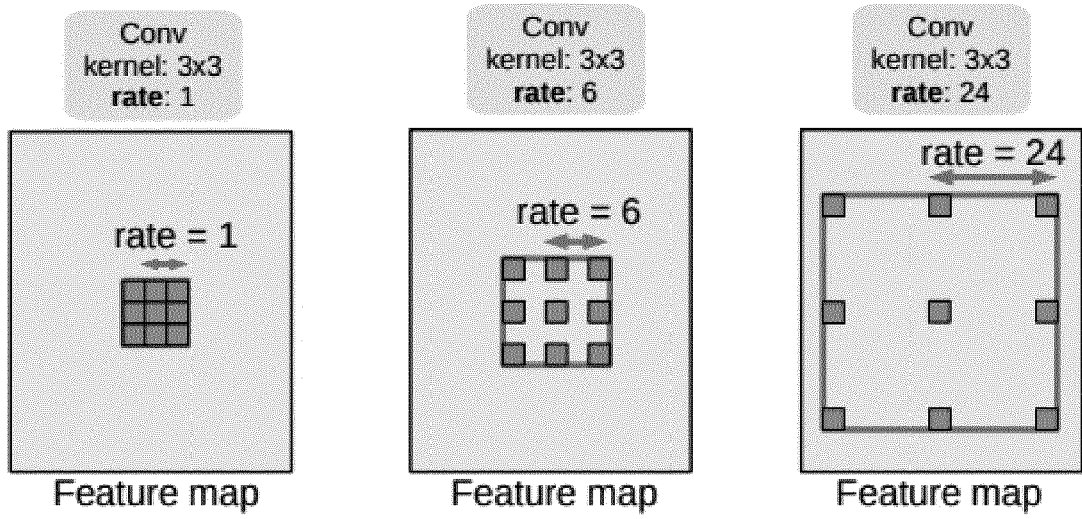 Conv
kernel: 3x3
rate: 1
Conv
kernel: 3x3
rate: 6
Conv
kernel: 3x3
rate: 24
rate = 1
rate = 6
rate = 24
Feature map
Feature map
Feature map